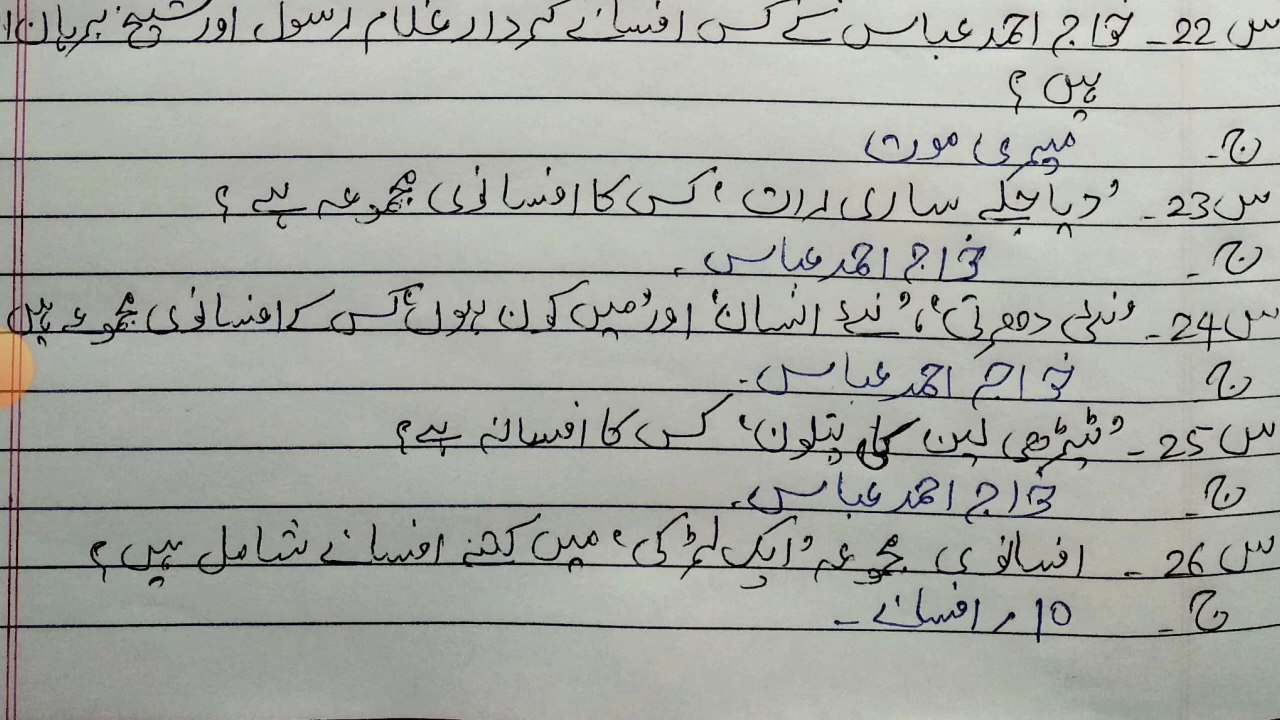 س 22۔ خواجہ احمد عباس کے کس افسانے کردار غلام رسول اور شیخ برہان ا
ہیں ؟
ج۔ میری موت
س 23۔ ’دیا جلے ساری رات‘ کس کا افسانوی مجموعہ ہے ؟
ج۔ خواجہ احمد عباس۔
س 24۔ ’نئی دھرتی‘، ’نئے انسان‘ اور ’میں کون ہوں‘ کس کے افسانوی مجموعہ ہیں
ج خواجہ احمد عباس۔
س 25۔ ’ٹیڑھی لین کی پتلون‘ کس کا افسانہ ہے؟
ج۔ خواجہ احمد عباس۔
س 26۔ افسانوی مجموعہ ’ایک لڑکی‘ میں کتنے افسانے شامل ہیں ؟
ج۔ 10 ر افسانے۔